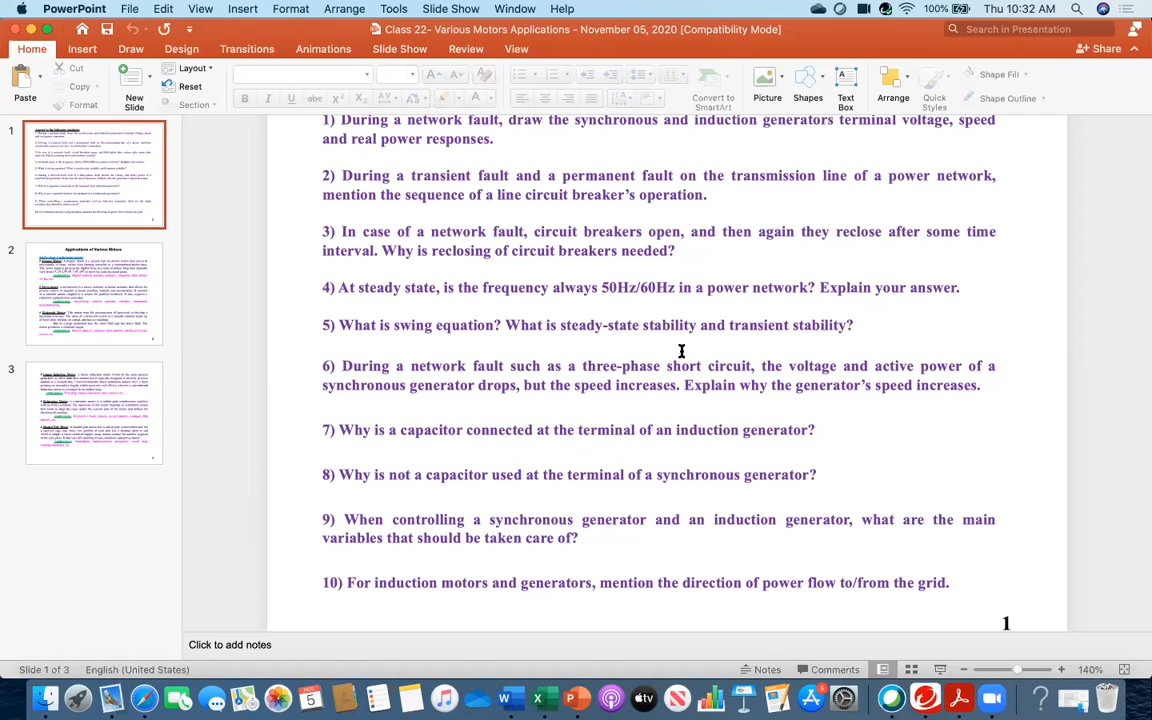 PowerPoint File Edit View Insert Format Arrange Tools Slide Show Window Help 100% Thu 10:32 AM
Class 22- Various Motors Applications - November 05, 2020 [Compatibility Mode] Search in Presentation
Home Insert Draw Design Transitions Animations Slide Show Review View Share
Paste Cut Copy Format New Slide Layout Reset Section Convert to SmartArt Picture Shapes Text Box Arrange Quick Styles Shape Fill Shape Outline
1
2
Applications of Various Motors
3
1) During a network fault, draw the synchronous and induction generators terminal voltage, speed
and real power responses.
2) During a transient fault and a permanent fault on the transmission line of a power network,
mention the sequence of a line circuit breaker's operation.
3) In case of a network fault, circuit breakers open, and then again they reclose after some time
interval. Why is reclosing of circuit breakers needed?
4) At steady state, is the frequency always 50Hz/60Hz in a power network? Explain your answer.
5) What is swing equation? What is steady-state stability and transient stability?
6) During a network fault such as a three-phase short circuit, the voltage and active power of a
synchronous generator drops, but the speed increases. Explain why the generator's speed increases.
7) Why is a capacitor connected at the terminal of an induction generator?
8) Why is not a capacitor used at the terminal of a synchronous generator?
9) When controlling a synchronous generator and an induction generator, what are the main
variables that should be taken care of?
10) For induction motors and generators, mention the direction of power flow to/from the grid.
1
Click to add notes
Slide 1 of 3 English (United States) Notes Comments 140%
NOV
5